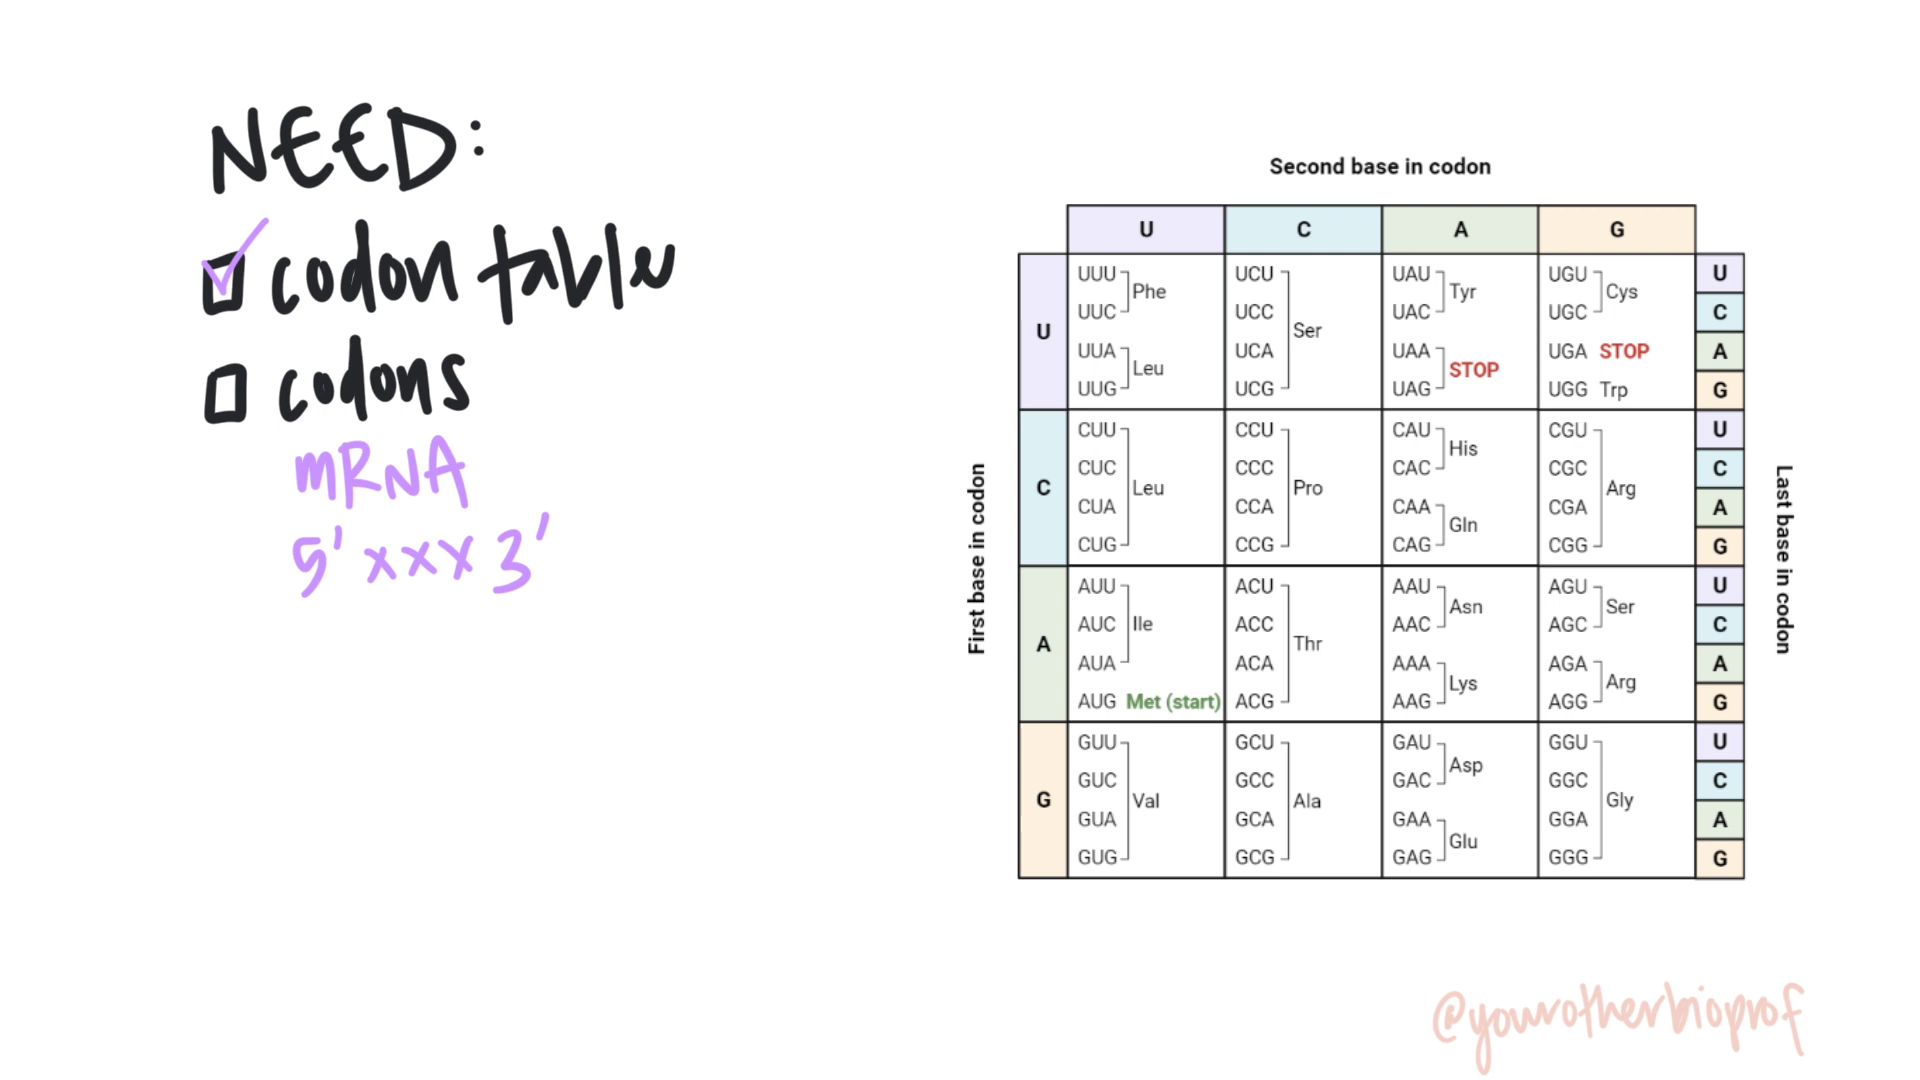 NEED:
codon table
codons
mRNA
5' xxx 3'
Second base in codon
U C A G
First base in codon
Last base in codon
U
UUU
UUC
Phe
UUA
UUG
Leu
UCU
UCC
UCA
UCG
Ser
UAU
UAC
Tyr
UAA
UAG
STOP
UGU
UGC
Cys
UGA STOP
UGG Trp
U
C
A
G
C
CUU
CUC
CUA
CUG
Leu
CCU
CCC
CCA
CCG
Pro
CAU
CAC
His
CAA
CAG
Gln
CGU
CGC
CGA
CGG
Arg
U
C
A
G
A
AUU
AUC
AUA
Ile
AUG Met (start)
ACU
ACC
ACA
ACG
Thr
AAU
AAC
Asn
AAA
AAG
Lys
AGU
AGC
Ser
AGA
AGG
Arg
U
C
A
G
G
GUU
GUC
GUA
GUG
Val
GCU
GCC
GCA
GCG
Ala
GAU
GAC
Asp
GAA
GAG
Glu
GGU
GGC
GGA
GGG
Gly
U
C
A
G
@yourotherbioprof